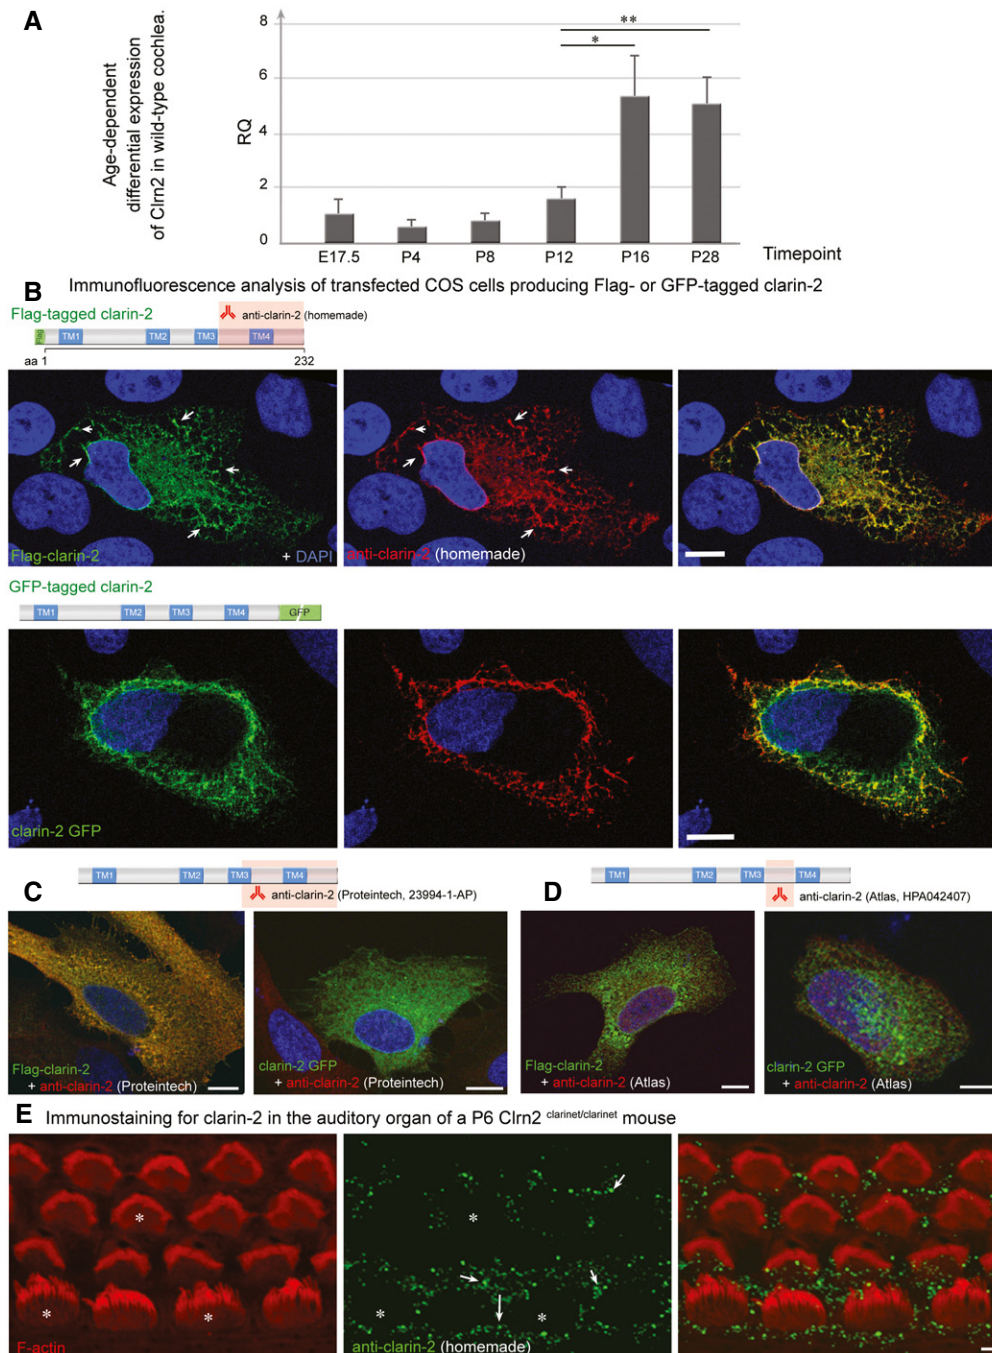 A
Age-dependent
differential expression
of Clrn2 in wild-type cochlea.
RQ
8
6
4
2
0
*
**
E17.5 P4 P8 P12 P16 P28
Timepoint
B Immunofluorescence analysis of transfected COS cells producing Flag- or GFP-tagged clarin-2
Flag-tagged clarin-2
anti-clarin-2 (homemade)
Flag TM1 TM2 TM3 TM4
aa 1 232
Flag-clarin-2 + DAPI
anti-clarin-2 (homemade)
GFP-tagged clarin-2
TM1 TM2 TM3 TM4 GFP
clarin-2 GFP
C
TM1 TM2 TM3 TM4
anti-clarin-2 (Proteintech, 23994-1-AP)
Flag-clarin-2
+ anti-clarin-2 (Proteintech)
clarin-2 GFP
+ anti-clarin-2 (Proteintech)
D
TM1 TM2 TM3 TM4
anti-clarin-2 (Atlas, HPA042407)
Flag-clarin-2
+ anti-clarin-2 (Atlas)
clarin-2 GFP
+ anti-clarin-2 (Atlas)
E Immunostaining for clarin-2 in the auditory organ of a P6 Clrn2 clarinet/clarinet mouse
* * *
F-actin
* * *
anti-clarin-2 (homemade)